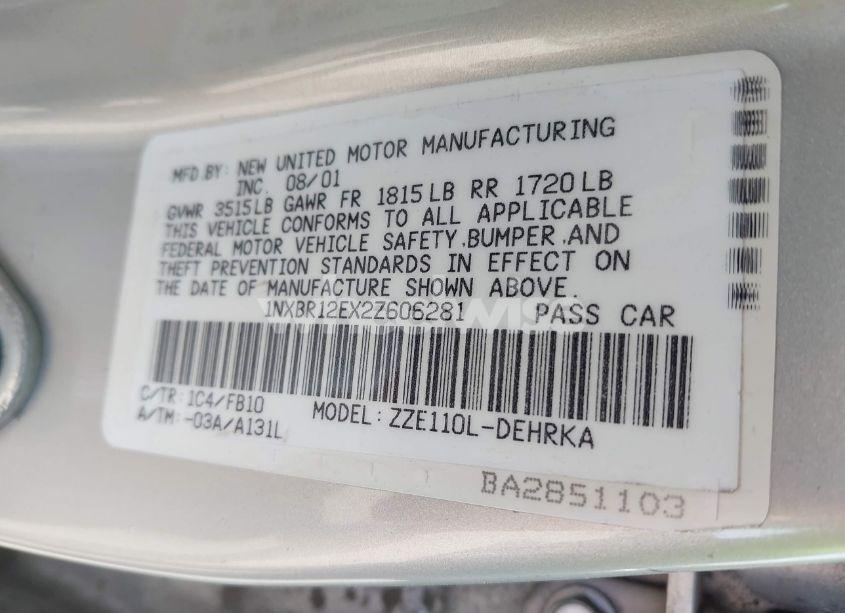 MFD.BY: NEW UNITED MOTOR MANUFACTURING
INC. 08/01
GVWR 3515LB GAWR FR 1815LB RR 1720LB
THIS VEHICLE CONFORMS TO ALL APPLICABLE
FEDERAL MOTOR VEHICLE SAFETY,BUMPER,AND
THEFT PREVENTION STANDARDS IN EFFECT ON
THE DATE OF MANUFACTURE SHOWN ABOVE.
1NXBR12EX2Z606281 PASS CAR
C/TR:1C4/FB10
A/TM:-03A/A131L
MODEL:ZZE110L-DEHRKA
BA2851103